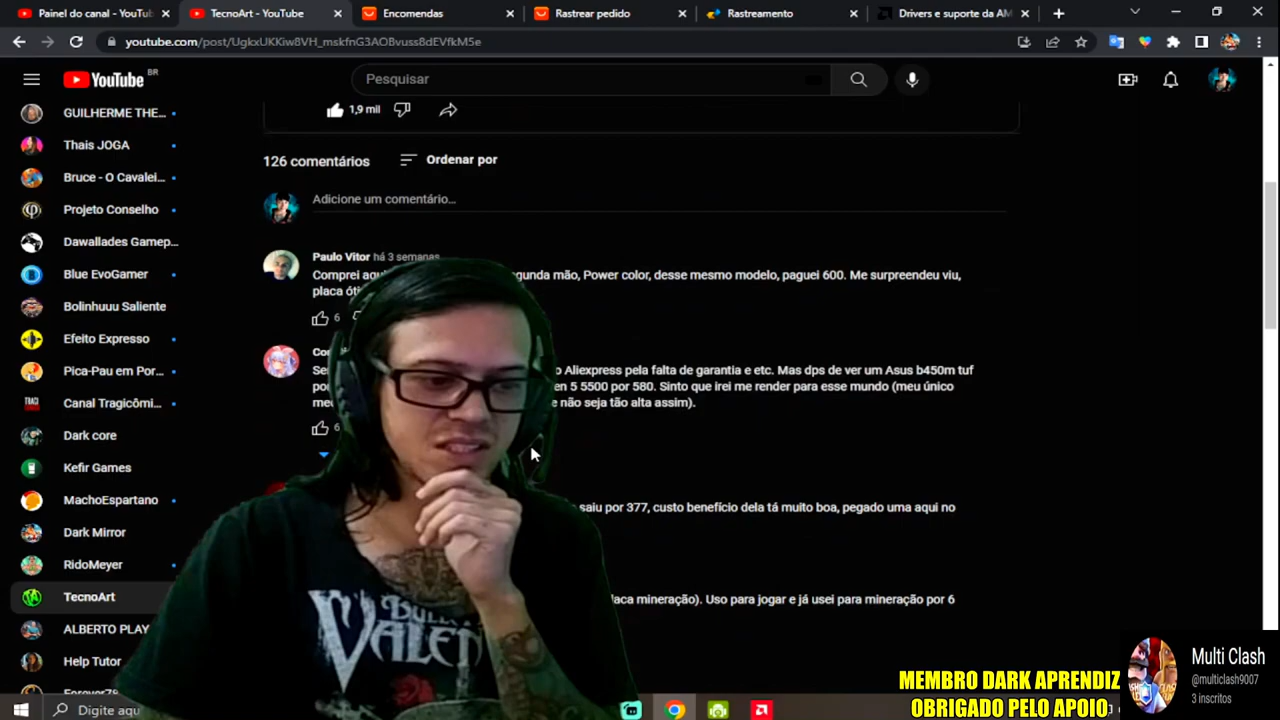 Painel do canal - YouTub
TecnoArt - YouTube
Encomendas
Rastrear pedido
Rastreamento
Drivers e suporte da AM
youtube.com/post/UgkxUKKiw8VH_mskfnG3AOBvuss8dEVfkM5e
YouTube BR
Pesquisar
GUILHERME THE...
Thais JOGA
Bruce - O Cavalei...
Projeto Conselho
Dawallades Gamep...
Blue EvoGamer
Bolinhuuu Saliente
Efeito Expresso
Pica-Pau em Por...
Canal Tragicômi...
Dark core
Kefir Games
MachoEspartano
Dark Mirror
RidoMeyer
TecnoArt
ALBERTO PLAY
Help Tutor
1,9 mil
126 comentários
Ordenar por
Adicione um comentário...
Paulo Vitor há 3 semanas
Comprei egunda mão, Power color, desse mesmo modelo, paguei 600. Me surpreendeu viu,
placa
6
Aliexpress pela falta de garantia e etc. Mas dps de ver um Asus b450m tuf
en 5 5500 por 580. Sinto que irei me render para esse mundo (meu único
e não seja tão alta assim).
6
saiu por 377, custo benefício dela tá muito boa, pegado uma aqui no
laca mineração). Uso para jogar e já usei para mineração por 6
BULLE
VALEN
Digite aqu
MEMBRO DARK APRENDIZ
OBRIGADO PELO APOIO
Multi Clash
@multiclash9007
3 inscritos